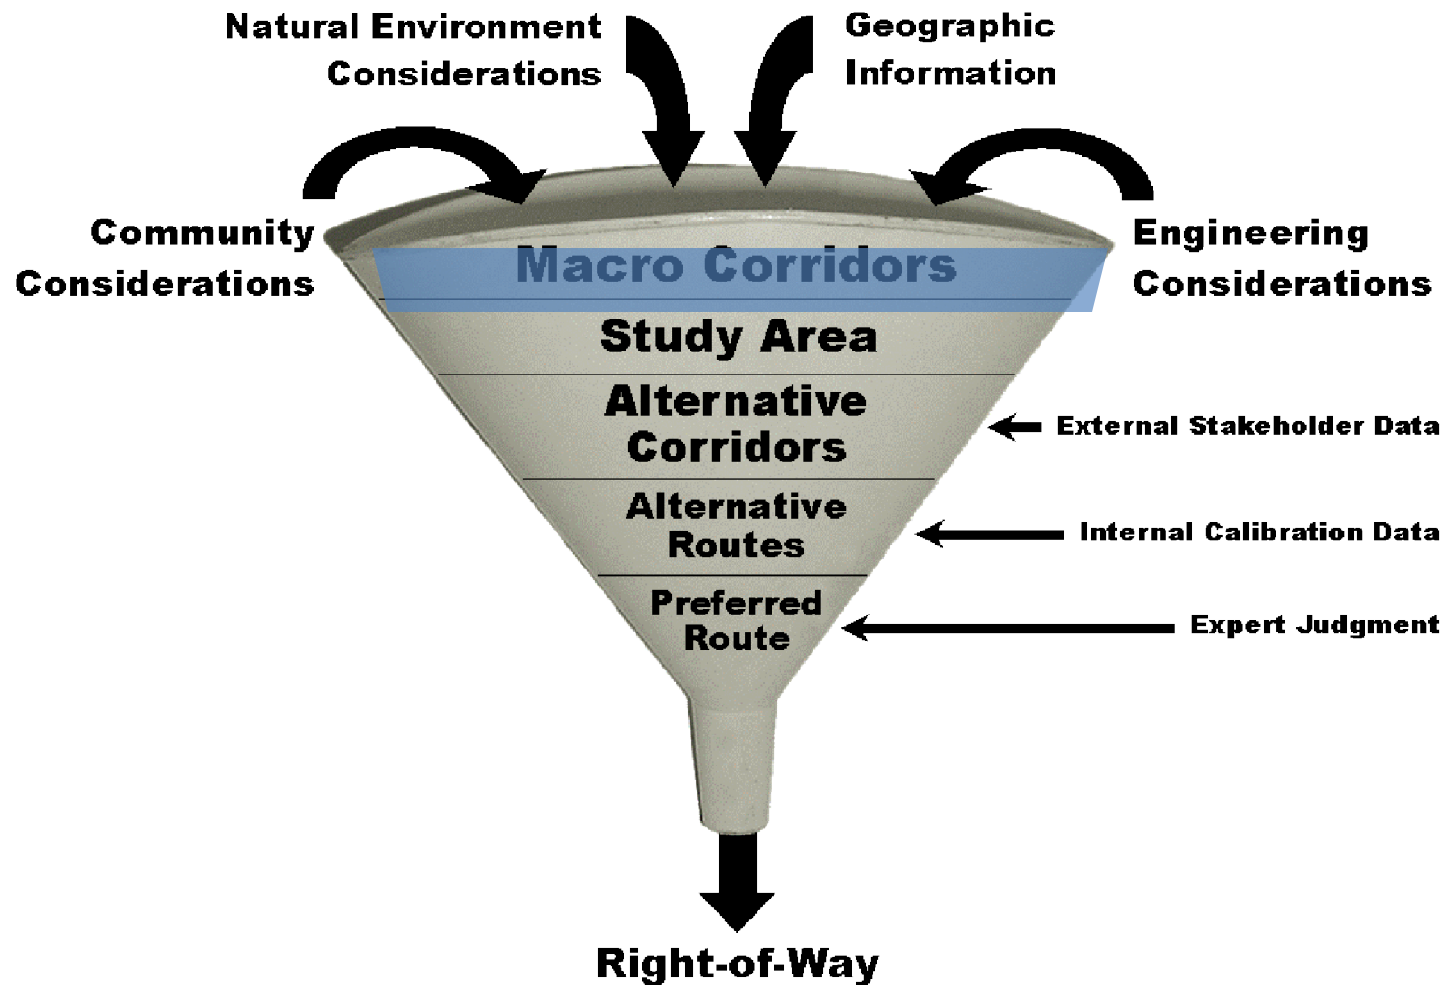 Natural Environment
Considerations
Geographic
Information
Community
Considerations
Engineering
Considerations
Macro Corridors
Study Area
Alternative
Corridors
External Stakeholder Data
Alternative
Routes
Internal Calibration Data
Preferred
Route
Expert Judgment
Right-of-Way